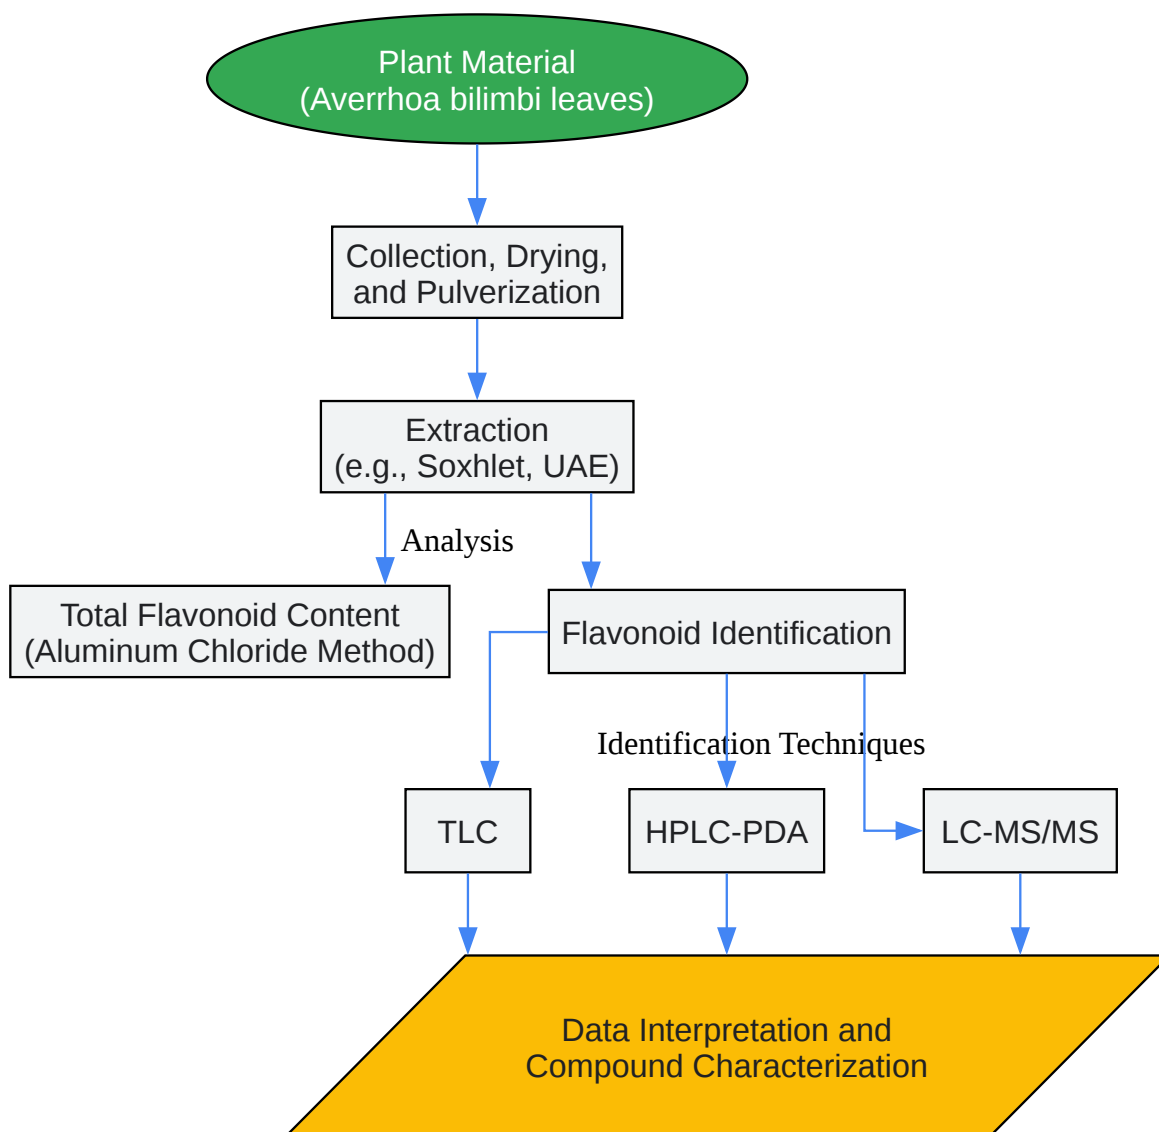 Plant Material
(Averrhoa bilimbi leaves)
Collection, Drying,
and Pulverization
Extraction
(e.g., Soxhlet, UAE)
Analysis
Total Flavonoid Content
(Aluminum Chloride Method)
Flavonoid Identification
Identification Techniques
TLC
HPLC-PDA
LC-MS/MS
Data Interpretation and
Compound Characterization